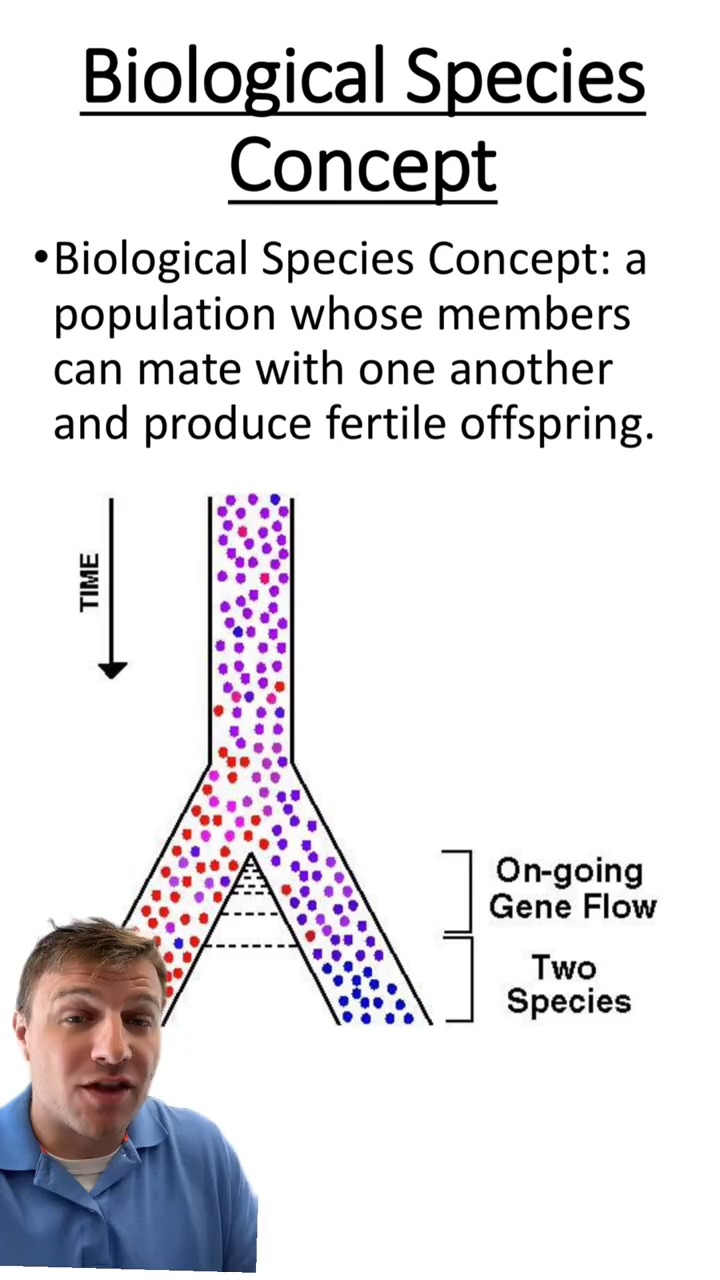 Biological Species
Concept
•Biological Species Concept: a
population whose members
can mate with one another
and produce fertile offspring.
TIME
On-going
Gene Flow
Two
Species